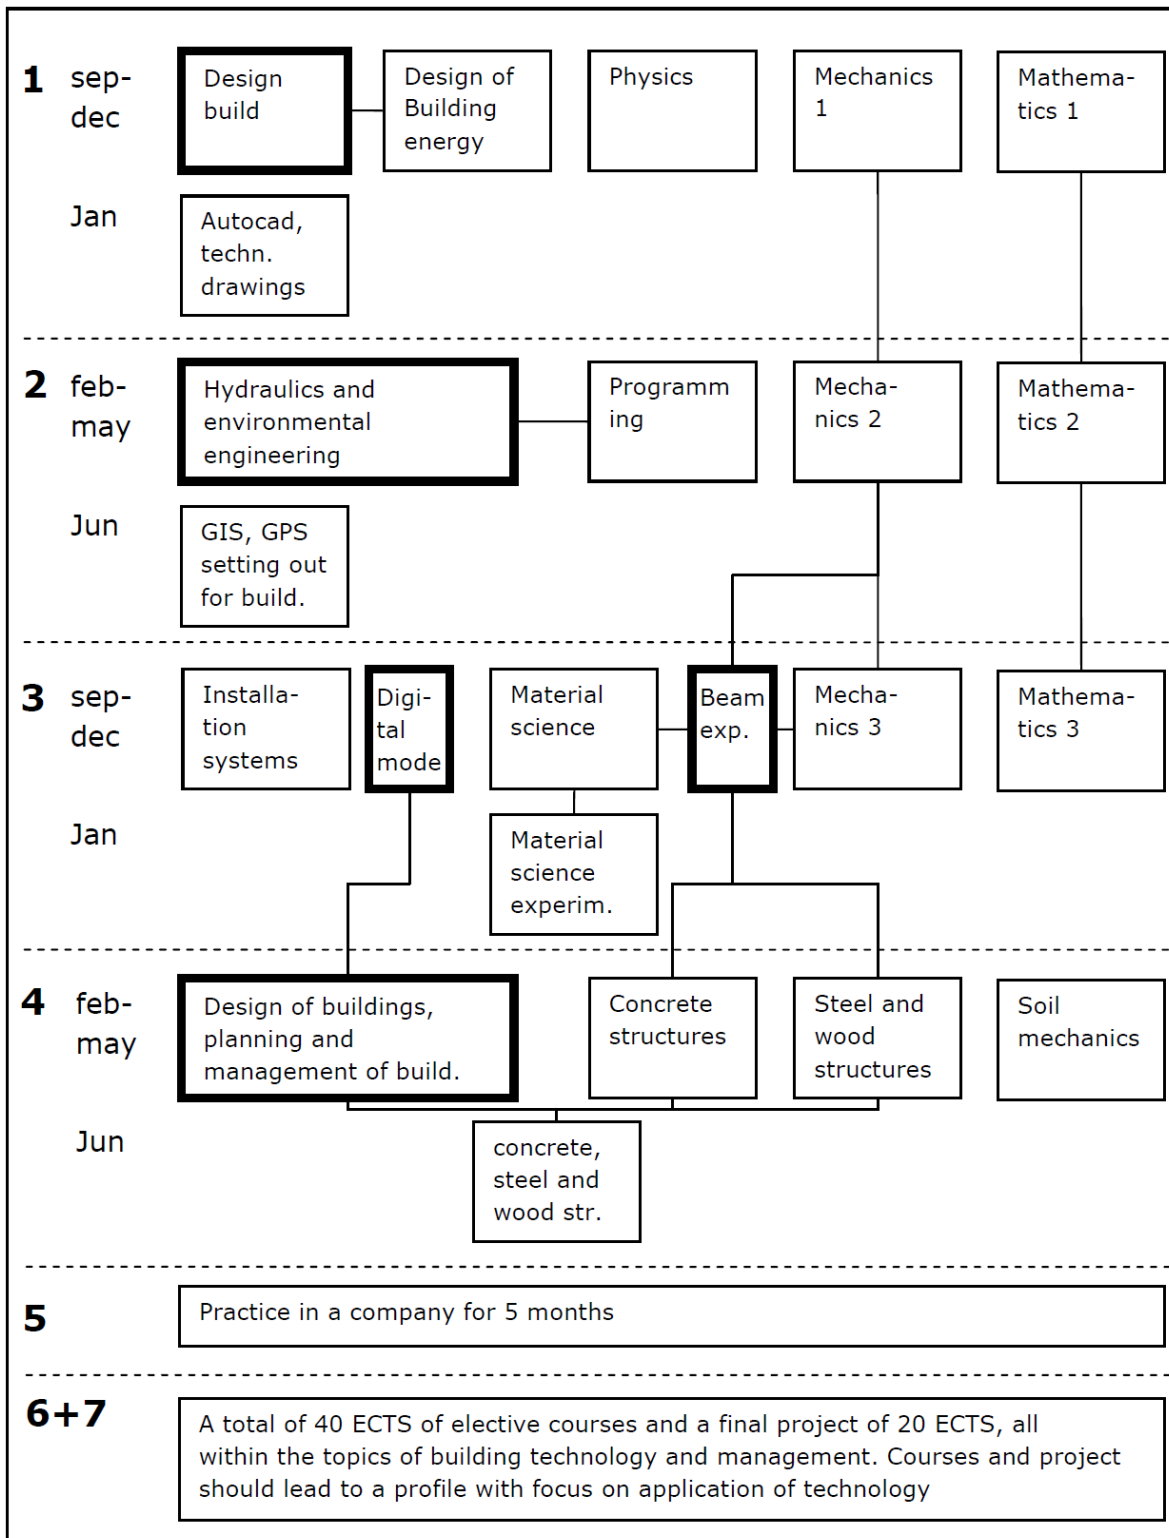 1
sep-
dec
Design
build
Design of
Building
energy
Physics
Mechanics
1
Mathema-
tics 1
Jan
Autocad,
techn.
drawings
2
feb-
may
Hydraulics and
environmental
engineering
Programm
ing
Mecha-
nics 2
Mathema-
tics 2
Jun
GIS, GPS
setting out
for build.
3
sep-
dec
Installa-
tion
systems
Digi-
tal
mode
Material
science
Beam
exp.
Mecha-
nics 3
Mathema-
tics 3
Jan
Material
science
experim.
4
feb-
may
Design of buildings,
planning and
management of build.
Concrete
structures
Steel and
wood
structures
Soil
mechanics
Jun
concrete,
steel and
wood str.
5
Practice in a company for 5 months
6+7
A total of 40 ECTS of elective courses and a final project of 20 ECTS, all
within the topics of building technology and management. Courses and project
should lead to a profile with focus on application of technology